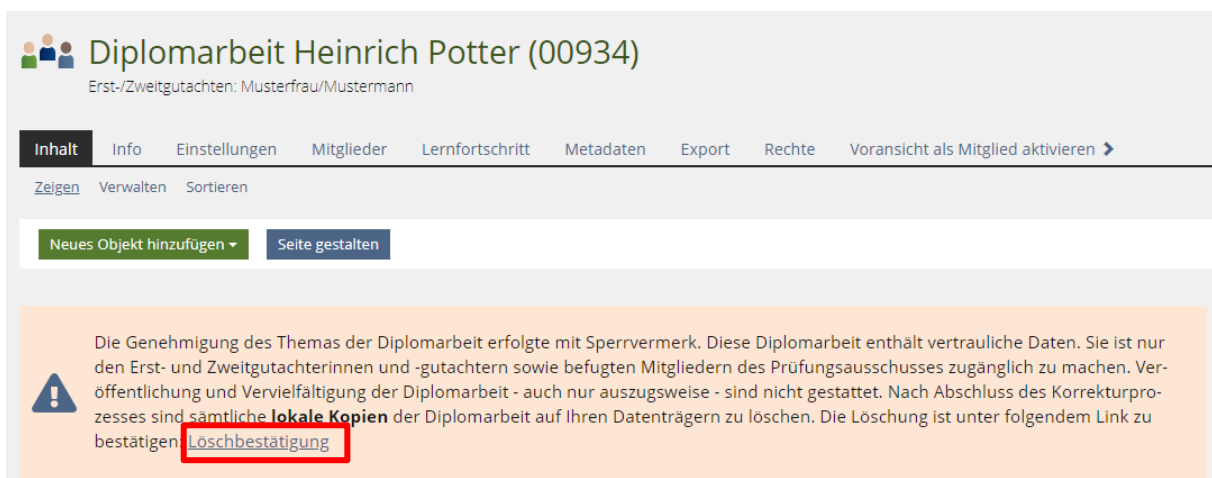 Diplomarbeit Heinrich Potter (00934)
Erst-/Zweitgutachten: Musterfrau/Mustermann
Inhalt Info Einstellungen Mitglieder Lernfortschritt Metadaten Export Rechte Voransicht als Mitglied aktivieren
Zeigen Verwalten Sortieren
Neues Objekt hinzufügen Seite gestalten
Die Genehmigung des Themas der Diplomarbeit erfolgte mit Sperrvermerk. Diese Diplomarbeit enthält vertrauliche Daten. Sie ist nur
den Erst- und Zweitgutachterinnen und -gutachtern sowie befugten Mitgliedern des Prüfungsausschusses zugänglich zu machen. Ver-
öffentlichung und Vervielfältigung der Diplomarbeit - auch nur auszugsweise - sind nicht gestattet. Nach Abschluss des Korrekturpro-
zesses sind sämtliche lokale Kopien der Diplomarbeit auf Ihren Datenträgern zu löschen. Die Löschung ist unter folgendem Link zu
bestätigen: Löschbestätigung